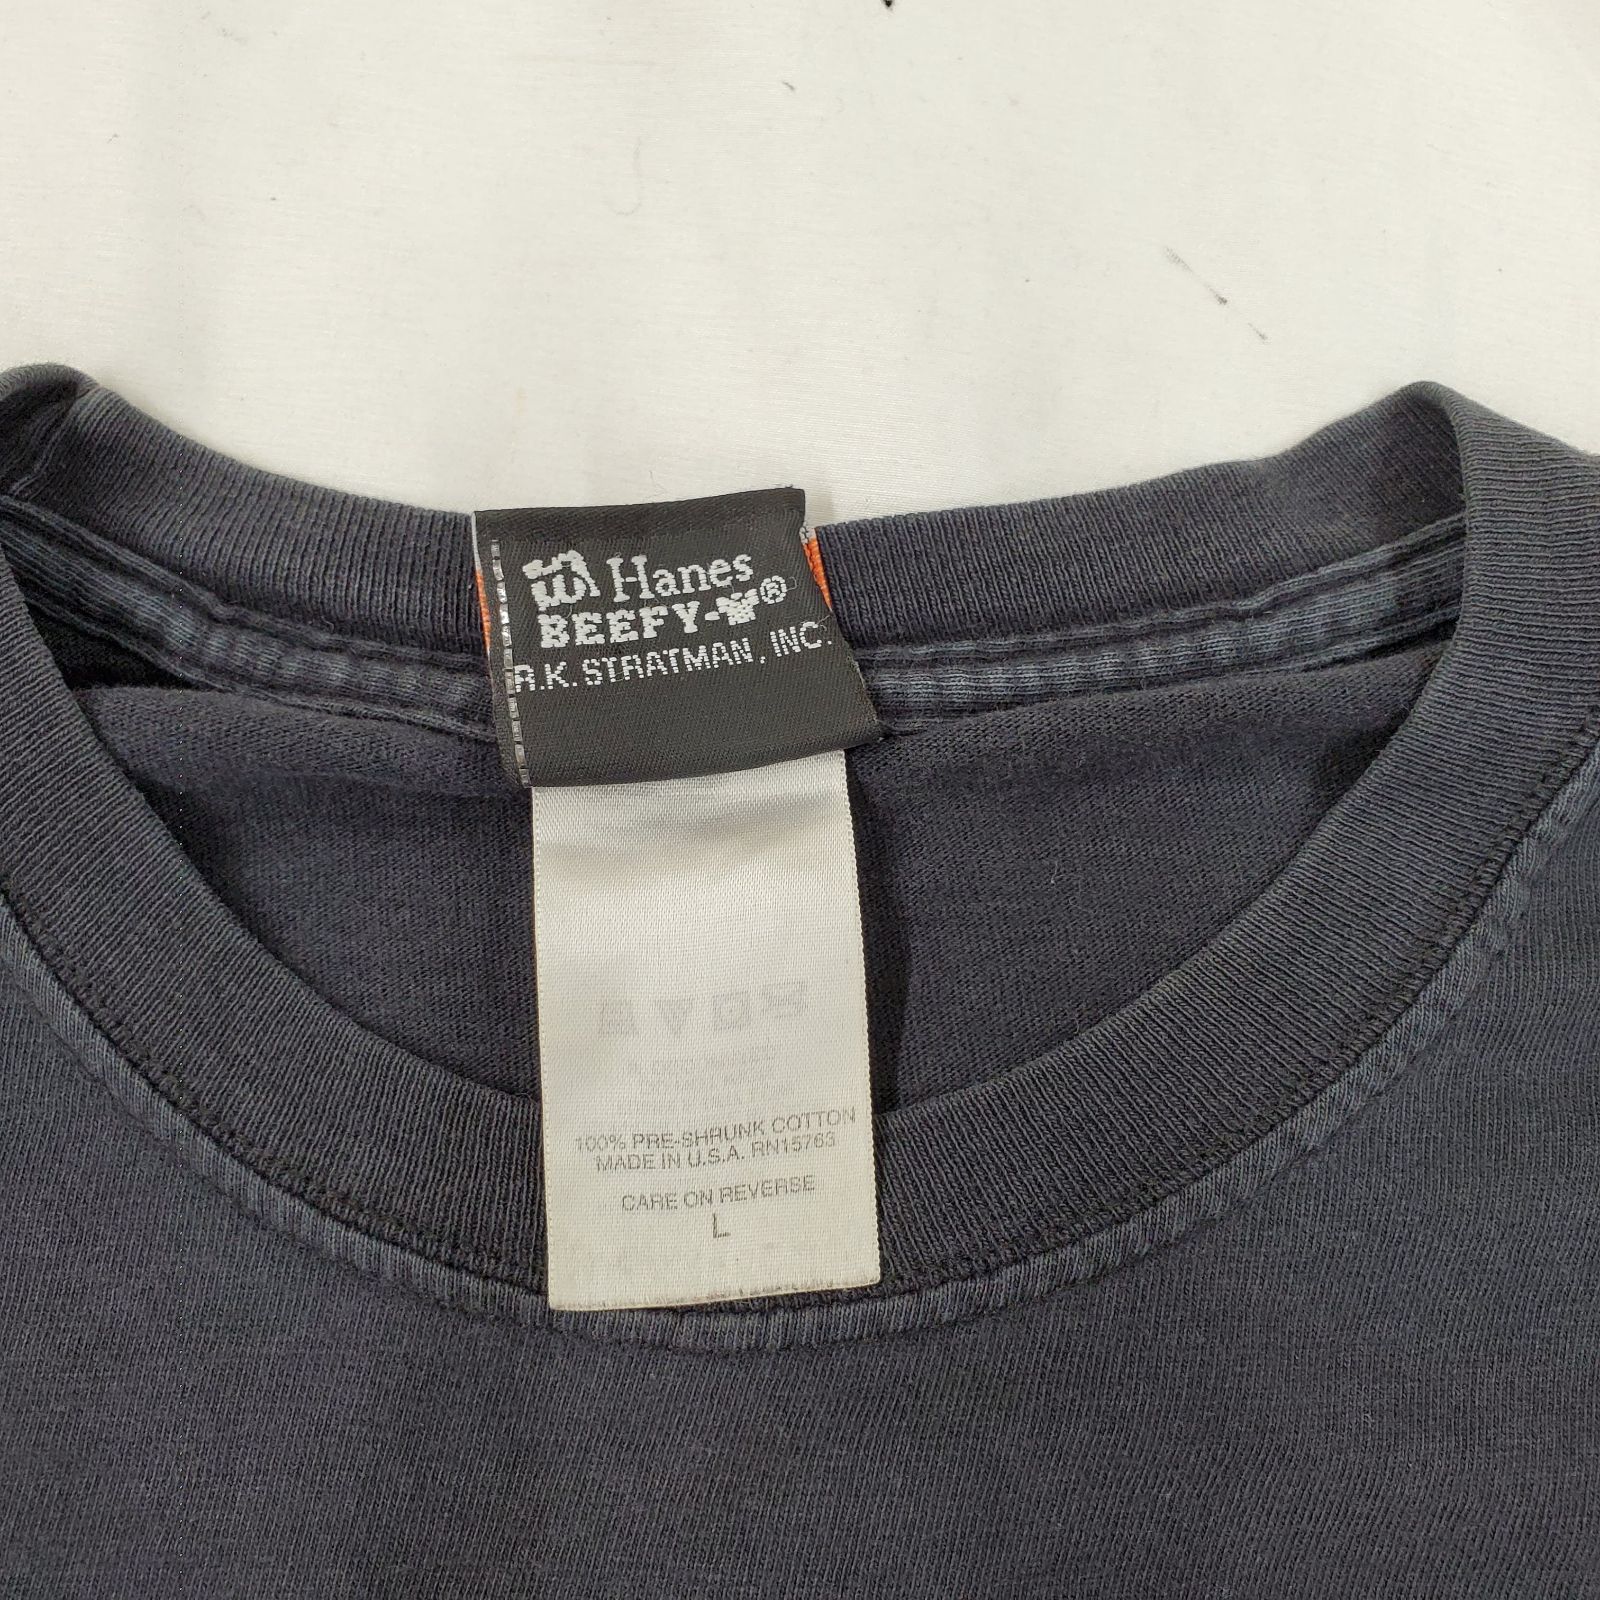 Hanes
BEEFY-T®
R.K. STRATMAN, INC.
100% PRE-SHRUNK COTTON
MADE IN U.S.A. RN15763
CARE ON REVERSE
L